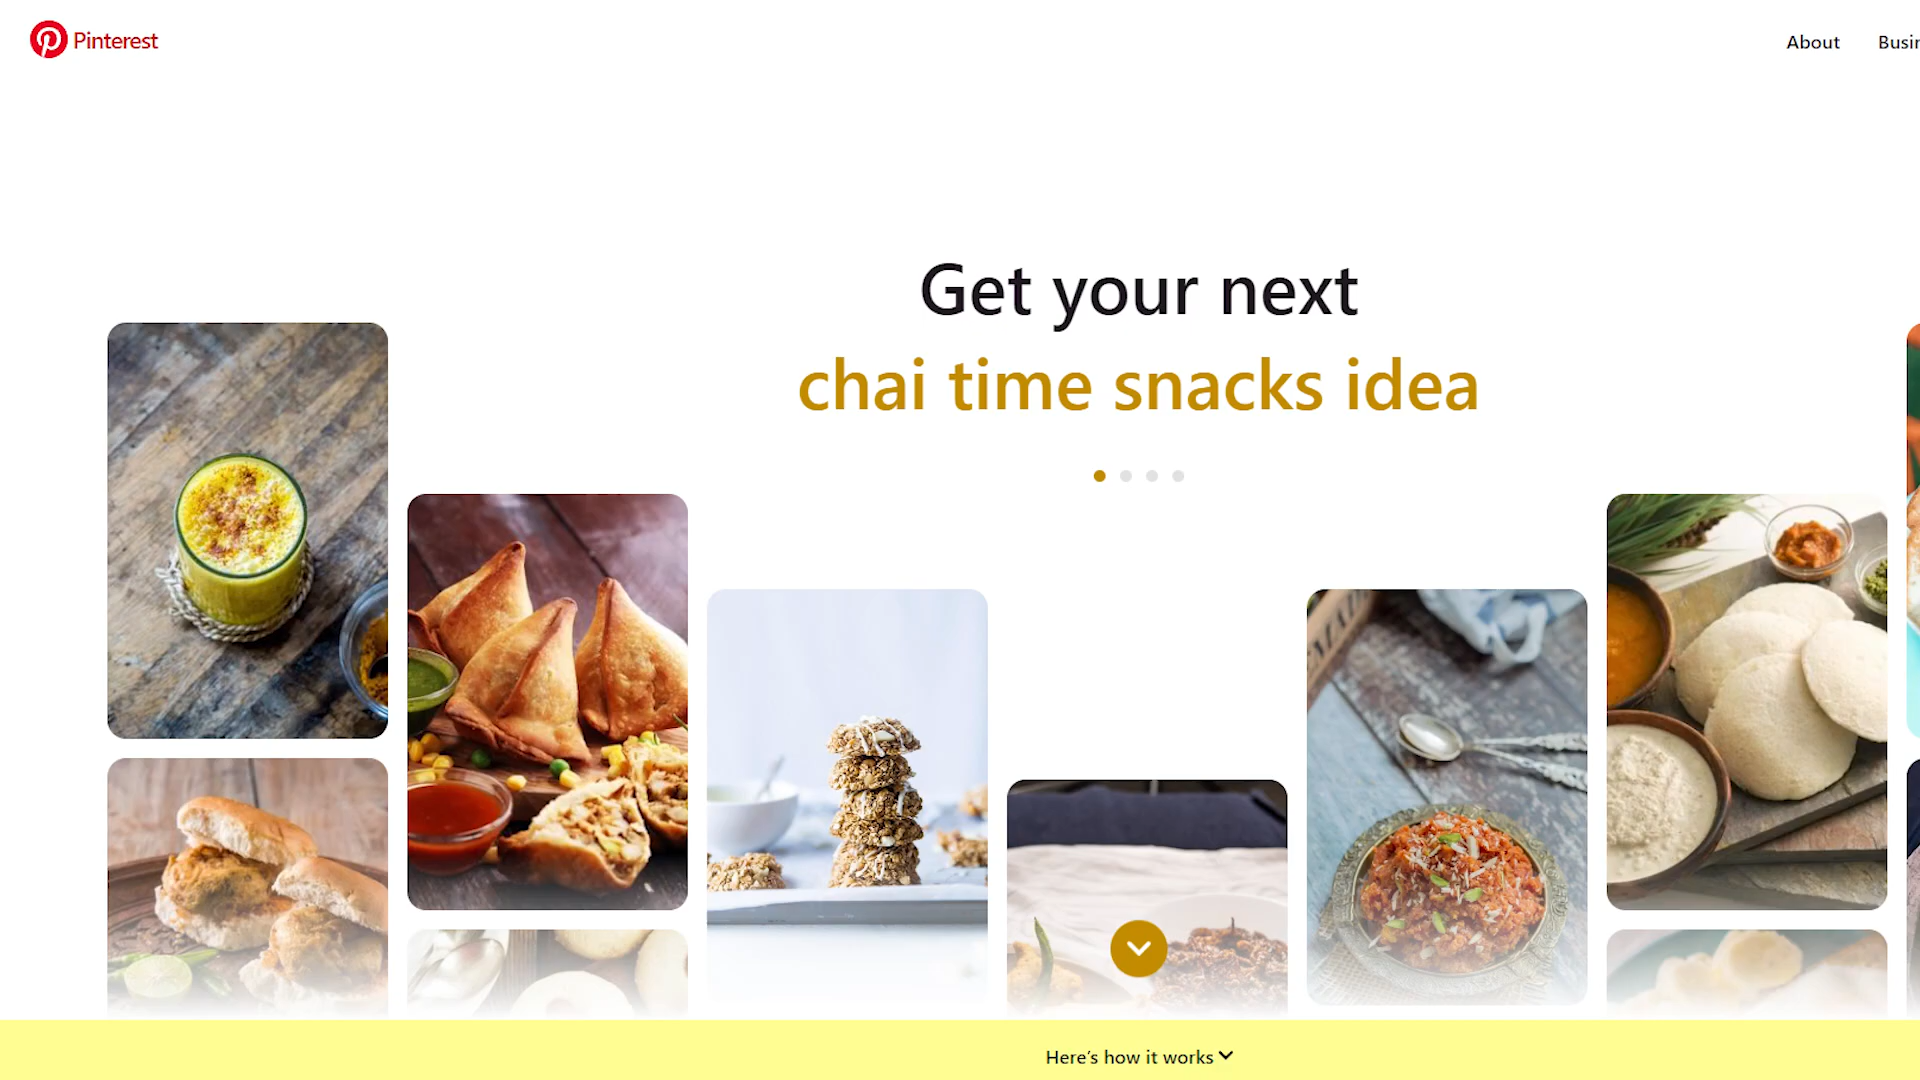 Pinterest
About
Get your next
chai time snacks idea
Here's how it works